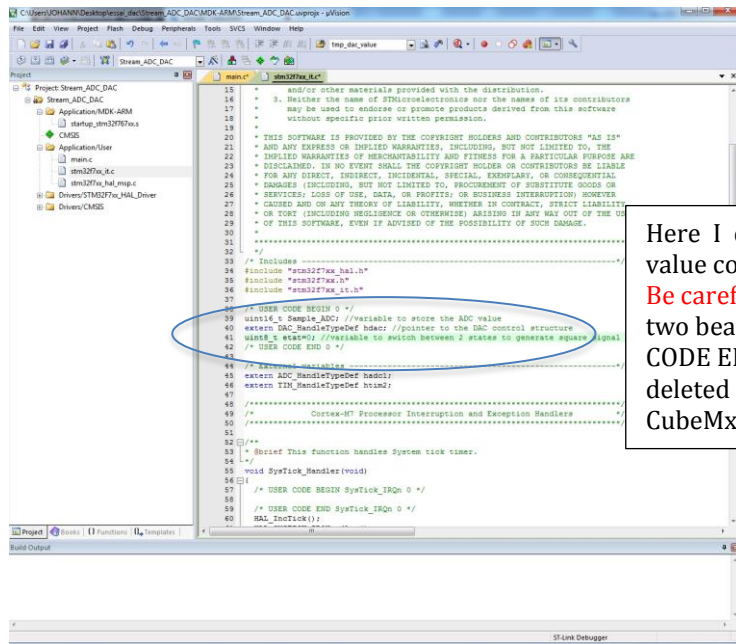 C:\Users\JOHANN\Desktop\essai_dac\Stream_ADC_DAC\MDK-ARM\Stream_ADC_DAC.uvprojx - µVision
File Edit View Project Flash Debug Peripherals Tools SVCS Window Help
tmp_dac_value
Stream_ADC_DAC
Project
main.c* stm32f7xx_it.c*
Project: Stream_ADC_DAC
Stream_ADC_DAC
Application/MDK-ARM
startup_stm32f767xx.s
CMSIS
Application/User
main.c
stm32f7xx_it.c
stm32f7xx_hal_msp.c
Drivers/STM32F7xx_HAL_Driver
Drivers/CMSIS
15 * and/or other materials provided with the distribution.
16 * 3. Neither the name of STMicroelectronics nor the names of its contributors
17 * may be used to endorse or promote products derived from this software
18 * without specific prior written permission.
19 *
20 * THIS SOFTWARE IS PROVIDED BY THE COPYRIGHT HOLDERS AND CONTRIBUTORS "AS IS"
21 * AND ANY EXPRESS OR IMPLIED WARRANTIES, INCLUDING, BUT NOT LIMITED TO, THE
22 * IMPLIED WARRANTIES OF MERCHANTABILITY AND FITNESS FOR A PARTICULAR PURPOSE ARE
23 * DISCLAIMED. IN NO EVENT SHALL THE COPYRIGHT HOLDER OR CONTRIBUTORS BE LIABLE
24 * FOR ANY DIRECT, INDIRECT, INCIDENTAL, SPECIAL, EXEMPLARY, OR CONSEQUENTIAL
25 * DAMAGES (INCLUDING, BUT NOT LIMITED TO, PROCUREMENT OF SUBSTITUTE GOODS OR
26 * SERVICES; LOSS OF USE, DATA, OR PROFITS; OR BUSINESS INTERRUPTION) HOWEVER
27 * CAUSED AND ON ANY THEORY OF LIABILITY, WHETHER IN CONTRACT, STRICT LIABILITY,
28 * OR TORT (INCLUDING NEGLIGENCE OR OTHERWISE) ARISING IN ANY WAY OUT OF THE US
29 * OF THIS SOFTWARE, EVEN IF ADVISED OF THE POSSIBILITY OF SUCH DAMAGE.
30 *
31 ******************************************************************************
32 */
33 /* Includes ------------------------------------------------------------------*/
34 #include "stm32f7xx_hal.h"
35 #include "stm32f7xx.h"
36 #include "stm32f7xx_it.h"
37
38 /* USER CODE BEGIN 0 */
39 uint16_t Sample_ADC; //variable to store the ADC value
40 extern DAC_HandleTypeDef hdac; //pointer to the DAC control structure
41 uint8_t etat=0; //variable to switch between 2 states to generate square signal
42 /* USER CODE END 0 */
43
44 /* External variables --------------------------------------------------------*/
45 extern ADC_HandleTypeDef hadc1;
46 extern TIM_HandleTypeDef htim2;
47
48 /******************************************************************************/
49 /* Cortex-M7 Processor Interruption and Exception Handlers */
50 /******************************************************************************/
51
52 /**
53 * @brief This function handles System tick timer.
54 */
55 void SysTick_Handler(void)
56 {
57 /* USER CODE BEGIN SysTick_IRQn 0 */
58
59 /* USER CODE END SysTick_IRQn 0 */
60 HAL_IncTick();
Here I
value co
Be caref
two bea
CODE E
deleted
CubeMx
Project Books Functions Templates
Build Output
ST-Link Debugger